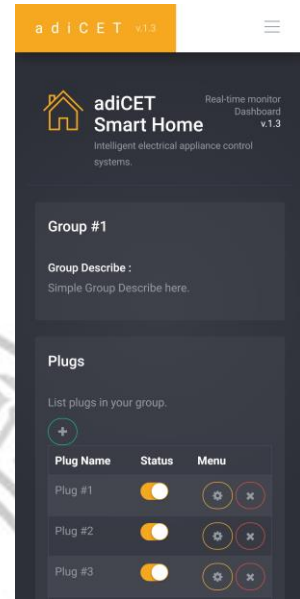 adiCET v.1.3
adiCET
Smart Home
Real-time monitor
Dashboard
v.1.3
Intelligent electrical appliance control
systems.
Group #1
Group Describe :
Simple Group Describe here.
Plugs
List plugs in your group.
Plug Name Status Menu
Plug #1
Plug #2
Plug #3